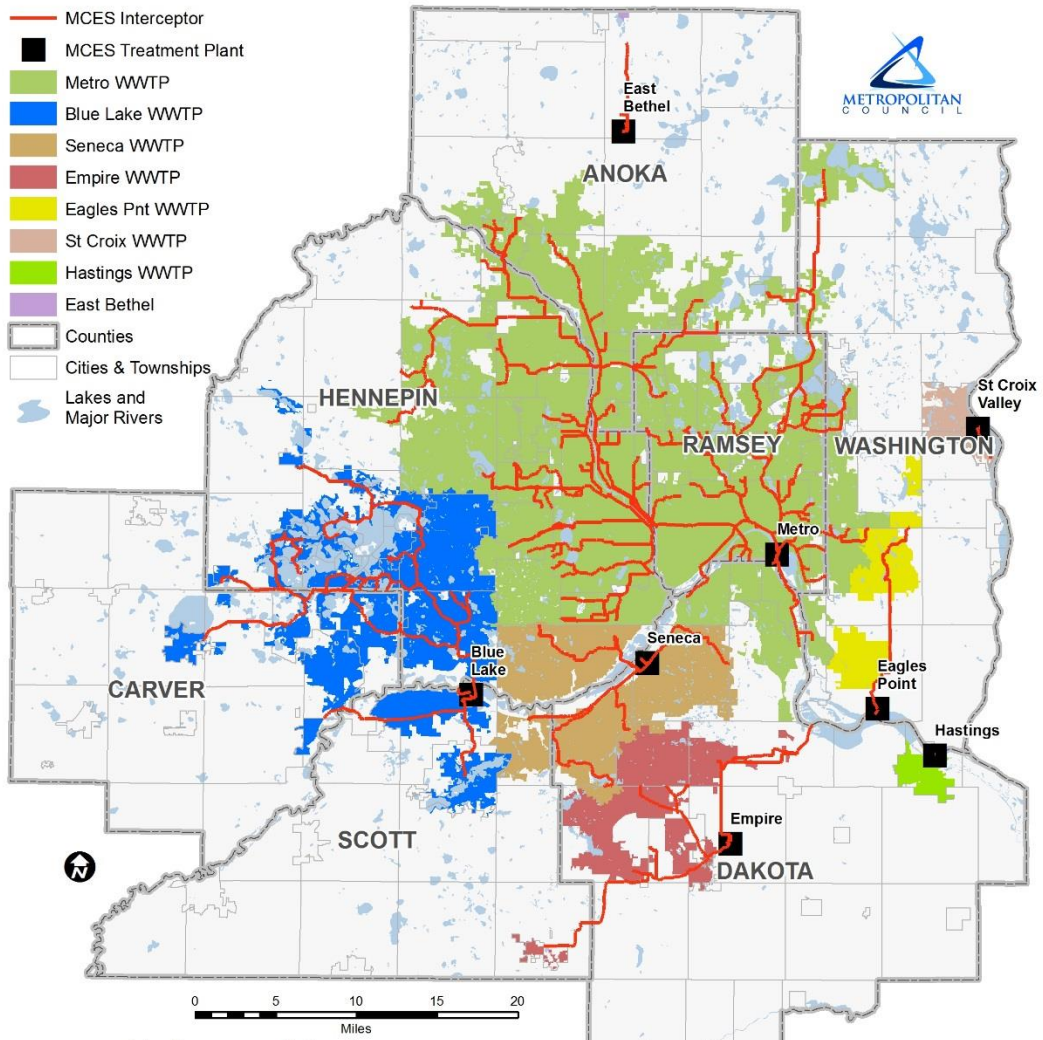 MCES Interceptor
MCES Treatment Plant
Metro WWTP
Blue Lake WWTP
Seneca WWTP
Empire WWTP
Eagles Pnt WWTP
St Croix WWTP
Hastings WWTP
East Bethel
Counties
Cities & Townships
Lakes and
Major Rivers
METROPOLITAN
COUNCIL
East
Bethel
ANOKA
HENNEPIN
RAMSEY
WASHINGTON
St Croix
Valley
Metro
Seneca
Blue
Lake
CARVER
Eagles
Point
Hastings
SCOTT
Empire
DAKOTA
N
0 5 10 15 20
Miles